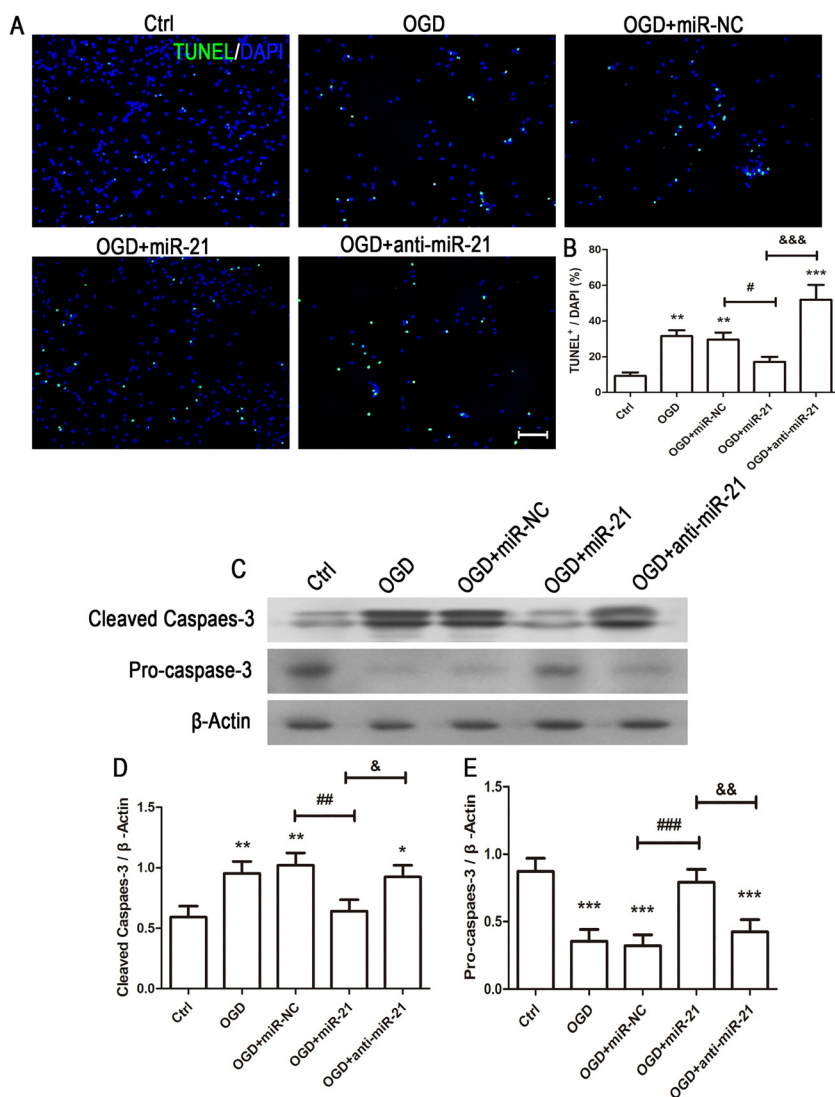 A
Ctrl
OGD
OGD+miR-NC
TUNEL/DAPI
OGD+miR-21
OGD+anti-miR-21
B
TUNEL+ / DAPI (%)
80
60
40
20
0
**
**
#
&&&
***
Ctrl
OGD
OGD+miR-NC
OGD+miR-21
OGD+anti-miR-21
C
Ctrl
OGD
OGD+miR-NC
OGD+miR-21
OGD+anti-miR-21
Cleaved Caspaes-3
Pro-caspase-3
β-Actin
D
Cleaved Caspaes-3 / β -Actin
1.5
1.0
0.5
0.0
**
**
##
&
*
Ctrl
OGD
OGD+miR-NC
OGD+miR-21
OGD+anti-miR-21
E
Pro-caspaes-3 / β -Actin
1.5
1.0
0.5
0.0
***
***
###
&&
***
Ctrl
OGD
OGD+miR-NC
OGD+miR-21
OGD+anti-miR-21